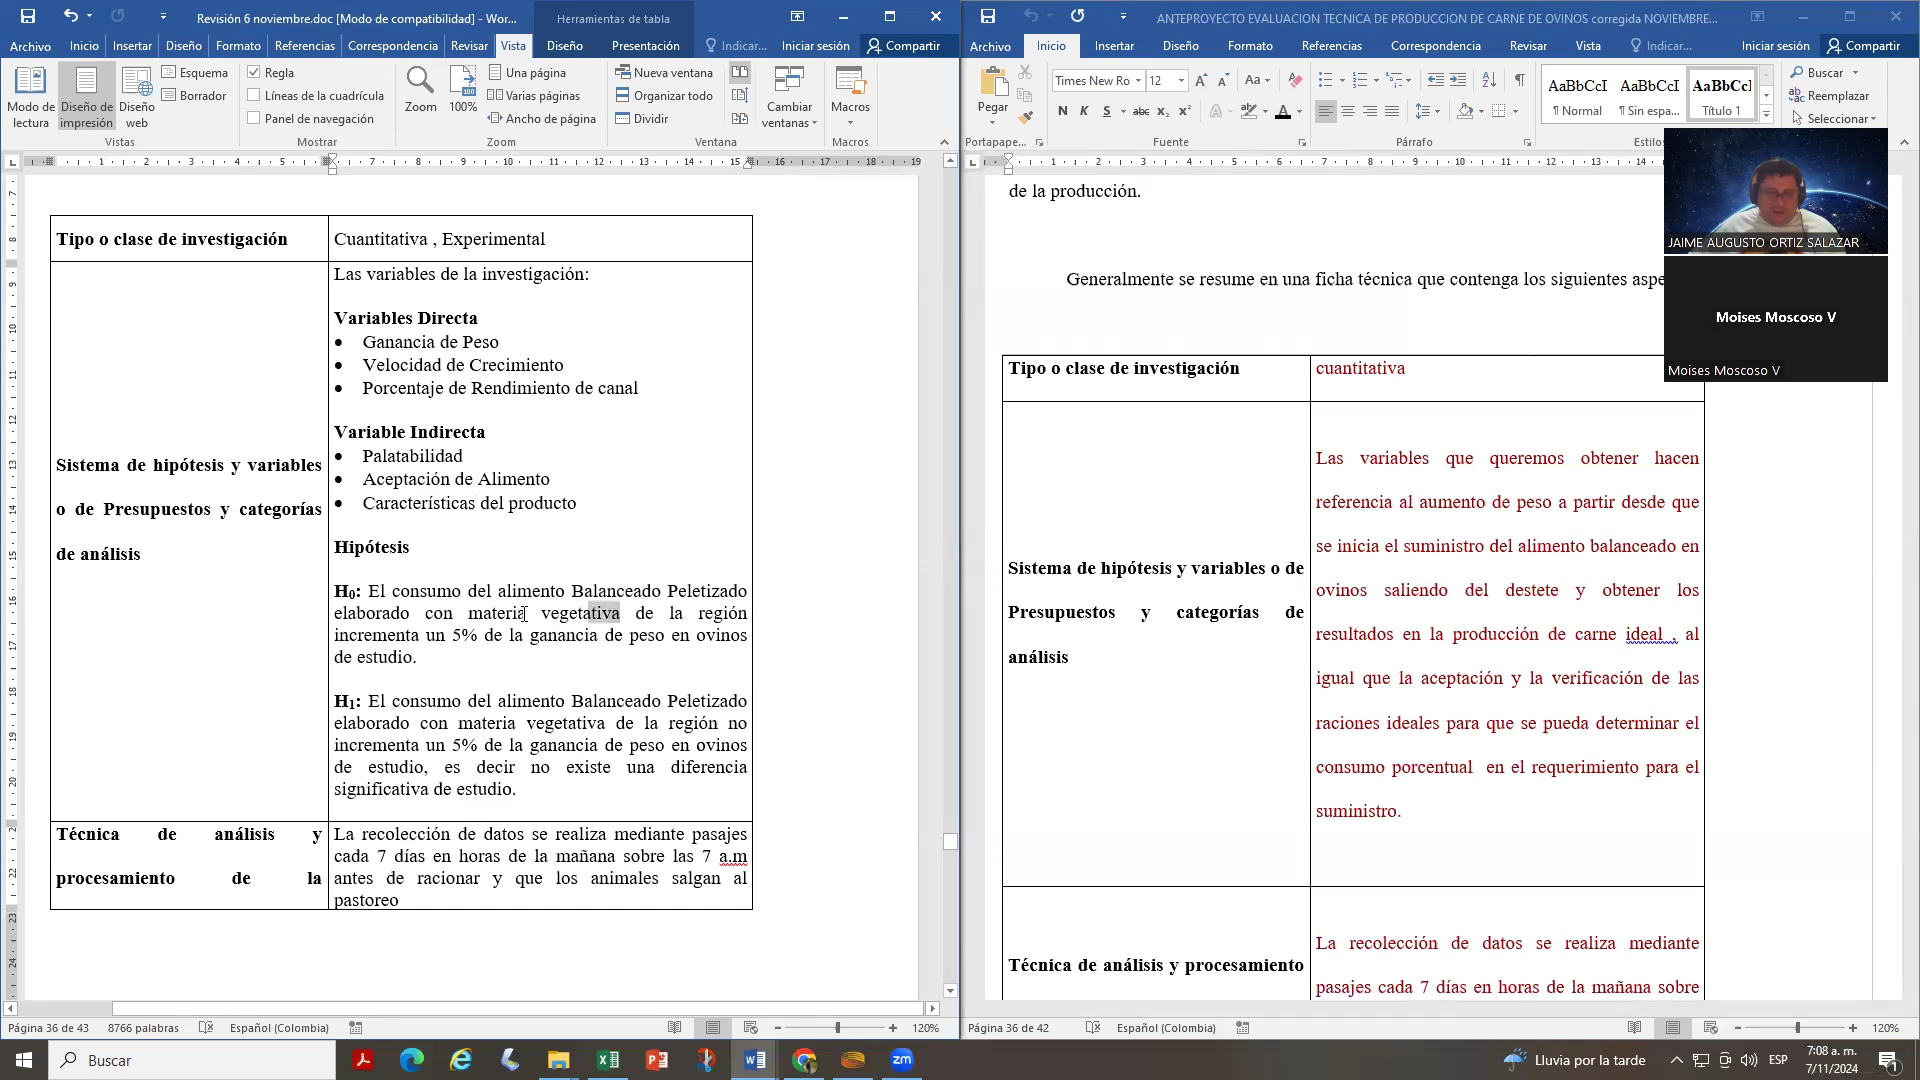 Revisión 6 noviembre.doc [Modo de compatibilidad] - Wor...
Herramientas de tabla
Archivo Inicio Insertar Diseño Formato Referencias Correspondencia Revisar Vista Diseño Presentación Indicar... Iniciar sesión Compartir
Modo de lectura
Diseño de impresión
Diseño web
Esquema
Borrador
Vistas
Regla
Líneas de la cuadrícula
Panel de navegación
Mostrar
Zoom
100%
Una página
Varias páginas
Ancho de página
Zoom
Nueva ventana
Organizar todo
Dividir
Cambiar ventanas
Ventana
Macros
Macros
Tipo o clase de investigación
Cuantitativa , Experimental
Sistema de hipótesis y variables
o de Presupuestos y categorías
de análisis
Las variables de la investigación:
Variables Directa
• Ganancia de Peso
• Velocidad de Crecimiento
• Porcentaje de Rendimiento de canal
Variable Indirecta
• Palatabilidad
• Aceptación de Alimento
• Características del producto
Hipótesis
H0: El consumo del alimento Balanceado Peletizado
elaborado con materia vegetativa de la región
incrementa un 5% de la ganancia de peso en ovinos
de estudio.
H1: El consumo del alimento Balanceado Peletizado
elaborado con materia vegetativa de la región no
incrementa un 5% de la ganancia de peso en ovinos
de estudio, es decir no existe una diferencia
significativa de estudio.
Técnica de análisis y
procesamiento de la
La recolección de datos se realiza mediante pasajes
cada 7 días en horas de la mañana sobre las 7 a.m
antes de racionar y que los animales salgan al
pastoreo
Página 36 de 43 8766 palabras Español (Colombia) 120%
ANTEPROYECTO EVALUACION TECNICA DE PRODUCCION DE CARNE DE OVINOS corregida NOVIEMBRE...
Archivo Inicio Insertar Diseño Formato Referencias Correspondencia Revisar Vista Indicar... Iniciar sesión Compartir
Pegar
Portapape...
Times New Ro 12
N K S abc x₂ x²
Fuente
Párrafo
AaBbCcI AaBbCcI AaBbCcl
¶ Normal ¶ Sin espa... Título 1
Estilos
Buscar
Reemplazar
Seleccionar
de la producción.
Generalmente se resume en una ficha técnica que contenga los siguientes aspe
Tipo o clase de investigación
cuantitativa
Sistema de hipótesis y variables o de
Presupuestos y categorías de
análisis
Las variables que queremos obtener hacen
referencia al aumento de peso a partir desde que
se inicia el suministro del alimento balanceado en
ovinos saliendo del destete y obtener los
resultados en la producción de carne ideal , al
igual que la aceptación y la verificación de las
raciones ideales para que se pueda determinar el
consumo porcentual en el requerimiento para el
suministro.
Técnica de análisis y procesamiento
La recolección de datos se realiza mediante
pasajes cada 7 días en horas de la mañana sobre
Página 36 de 42 Español (Colombia) 120%
JAIME AUGUSTO ORTIZ SALAZAR
Moises Moscoso V
Moises Moscoso V
Buscar
Lluvia por la tarde
ESP
7:08 a. m.
7/11/2024